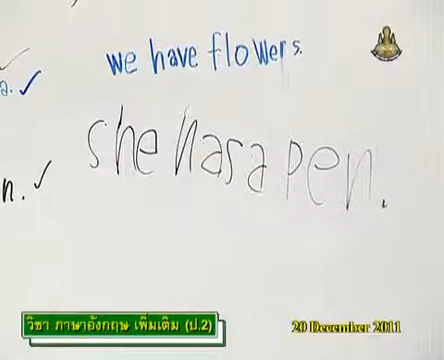 we have flowers.
a. ✓
she has a pen.
n. ✓
วิชา ภาษาอังกฤษ เพิ่มเติม (ป.2)
20 December 2011